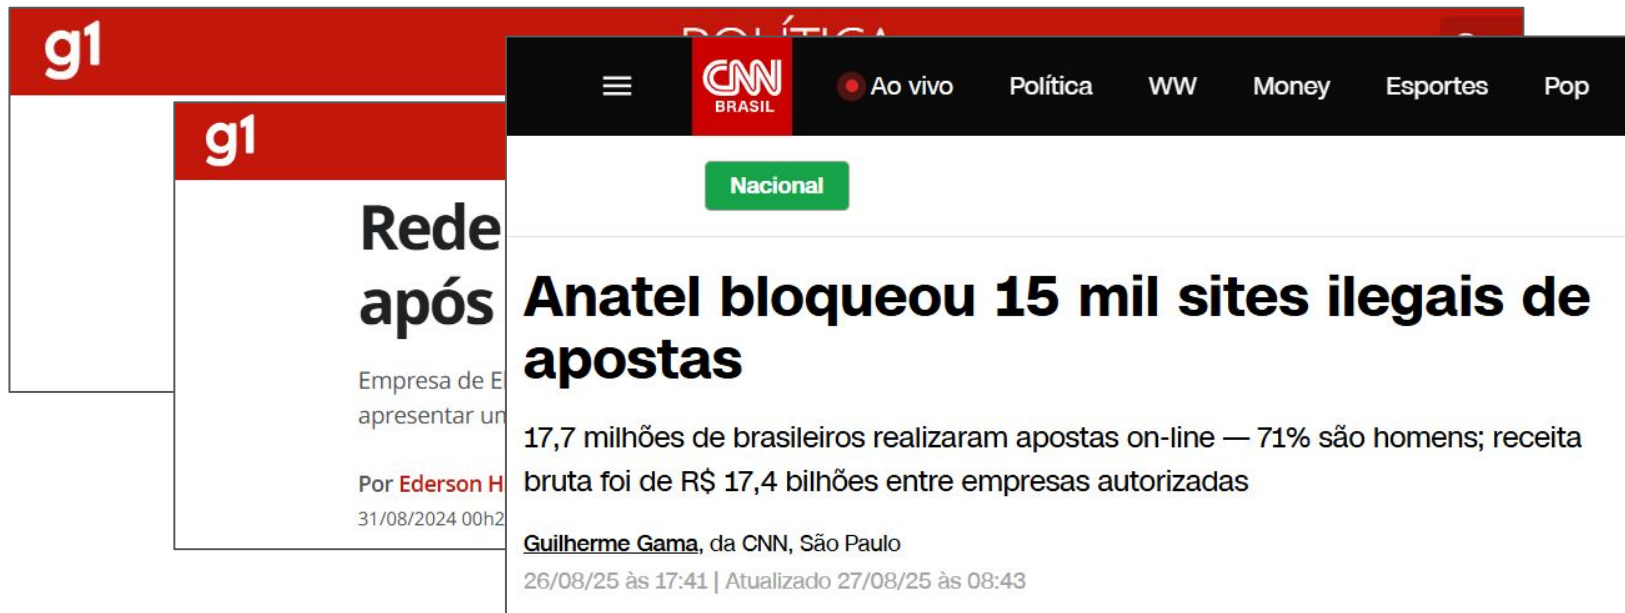 g1
POLÍTICA
g1
Rede
após
Empresa de El
apresentar um
Por Ederson H
31/08/2024 00h2
CNN
BRASIL
Ao vivo Política WW Money Esportes Pop
Nacional
Anatel bloqueou 15 mil sites ilegais de
apostas
17,7 milhões de brasileiros realizaram apostas on-line — 71% são homens; receita
bruta foi de R$ 17,4 bilhões entre empresas autorizadas
Guilherme Gama, da CNN, São Paulo
26/08/25 às 17:41 | Atualizado 27/08/25 às 08:43